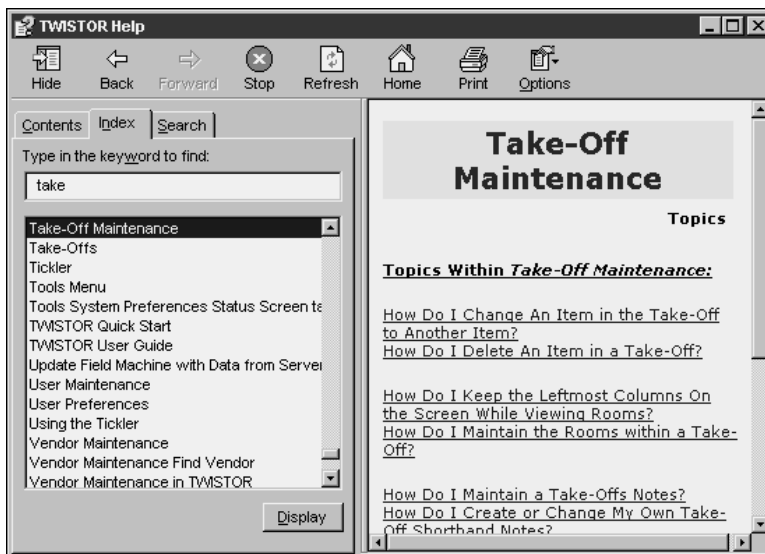 TWISTOR Help
Hide Back Forward Stop Refresh Home Print Options
Contents Index Search
Type in the keyword to find:
take
Take-Off Maintenance
Take-Offs
Tickler
Tools Menu
Tools System Preferences Status Screen ta
TWISTOR Quick Start
TWISTOR User Guide
Update Field Machine with Data from Server
User Maintenance
User Preferences
Using the Tickler
Vendor Maintenance
Vendor Maintenance Find Vendor
Vendor Maintenance in TWISTOR
Display
Take-Off
Maintenance
Topics
Topics Within Take-Off Maintenance:
How Do I Change An Item in the Take-Off
to Another Item?
How Do I Delete An Item in a Take-Off?
How Do I Keep the Leftmost Columns On
the Screen While Viewing Rooms?
How Do I Maintain the Rooms within a Take-
Off?
How Do I Maintain a Take-Offs Notes?
How Do I Create or Change My Own Take-
Off Shorthand Notes?